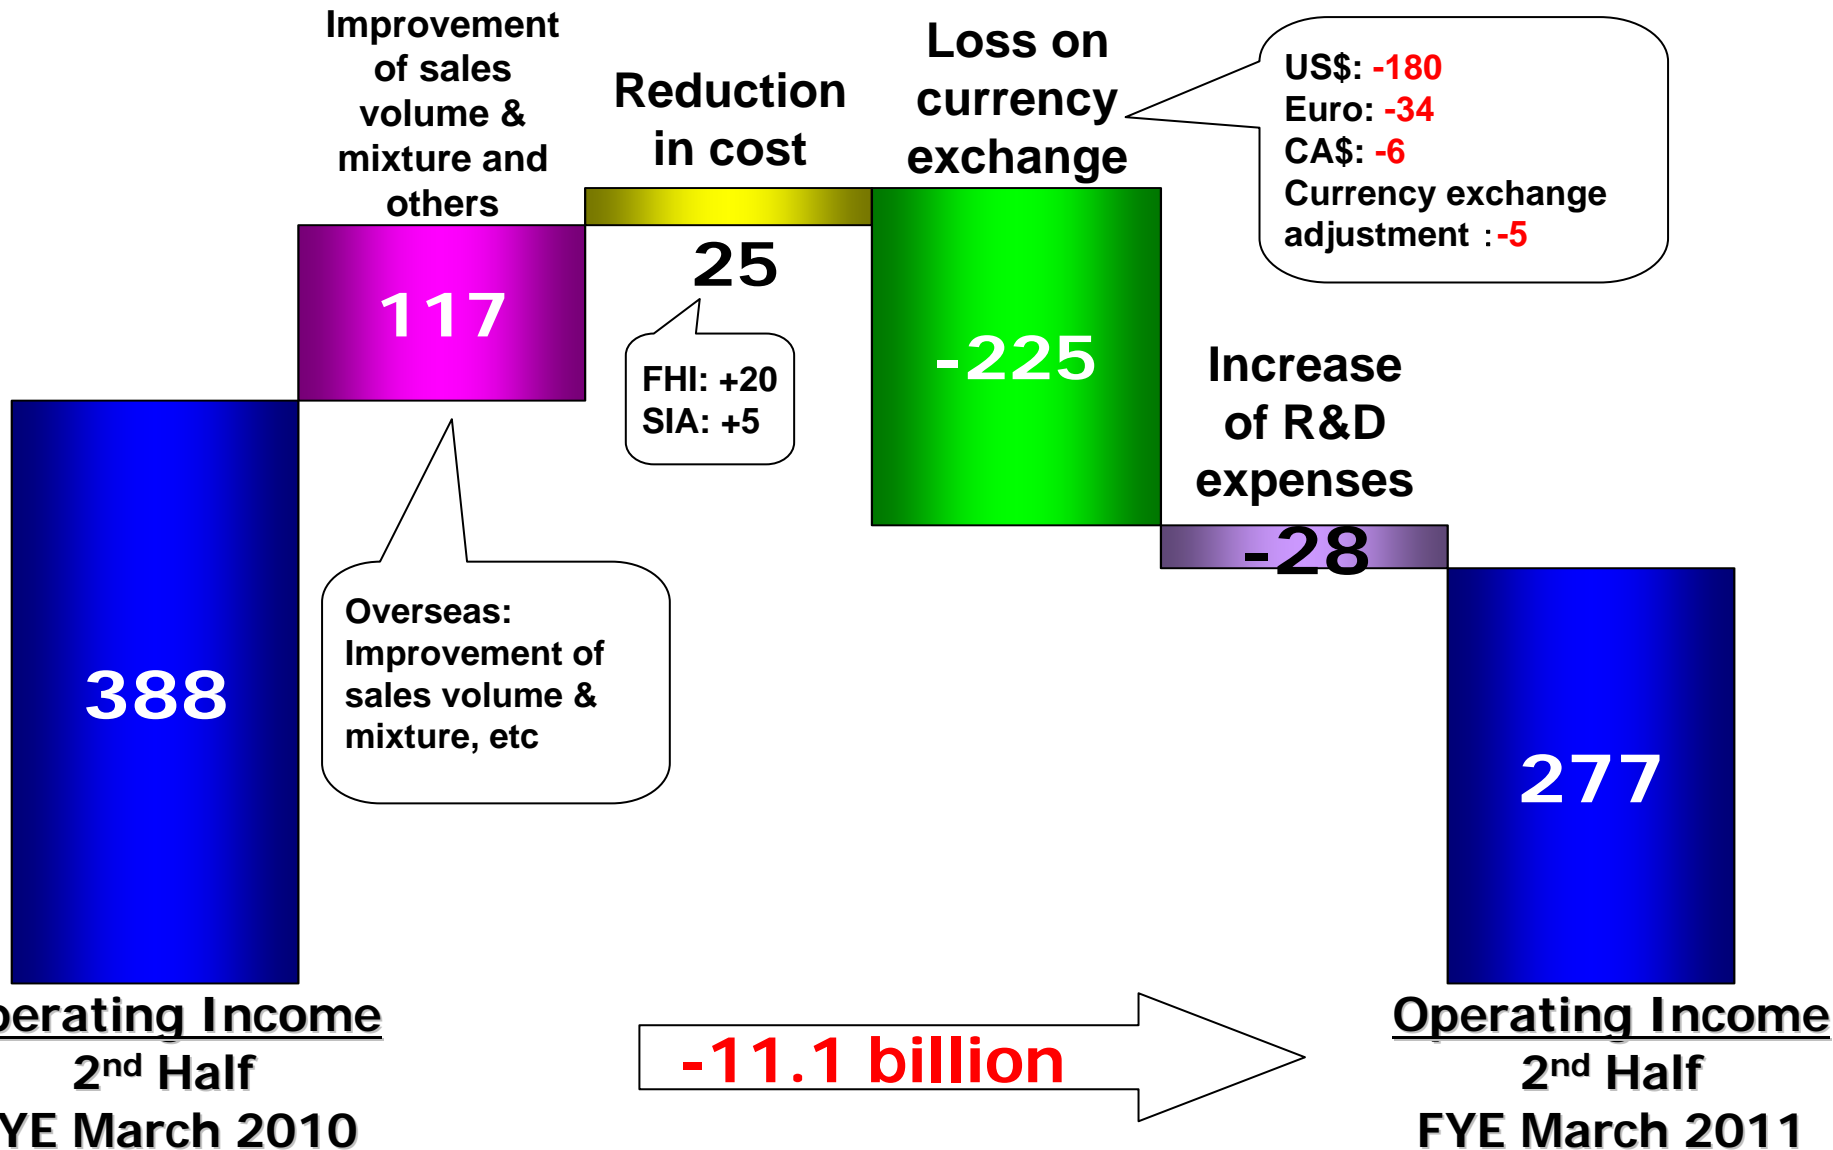 Improvement
of sales
volume &
mixture and
others
Reduction
in cost
Loss on
currency
exchange
US$: -180
Euro: -34
CA$: -6
Currency exchange
adjustment : -5
117
25
-225
FHI: +20
SIA: +5
Increase
of R&D
expenses
-28
Overseas:
Improvement of
sales volume &
mixture, etc
388
277
perating Income
2nd Half
YE March 2010
-11.1 billion
Operating Income
2nd Half
FYE March 2011